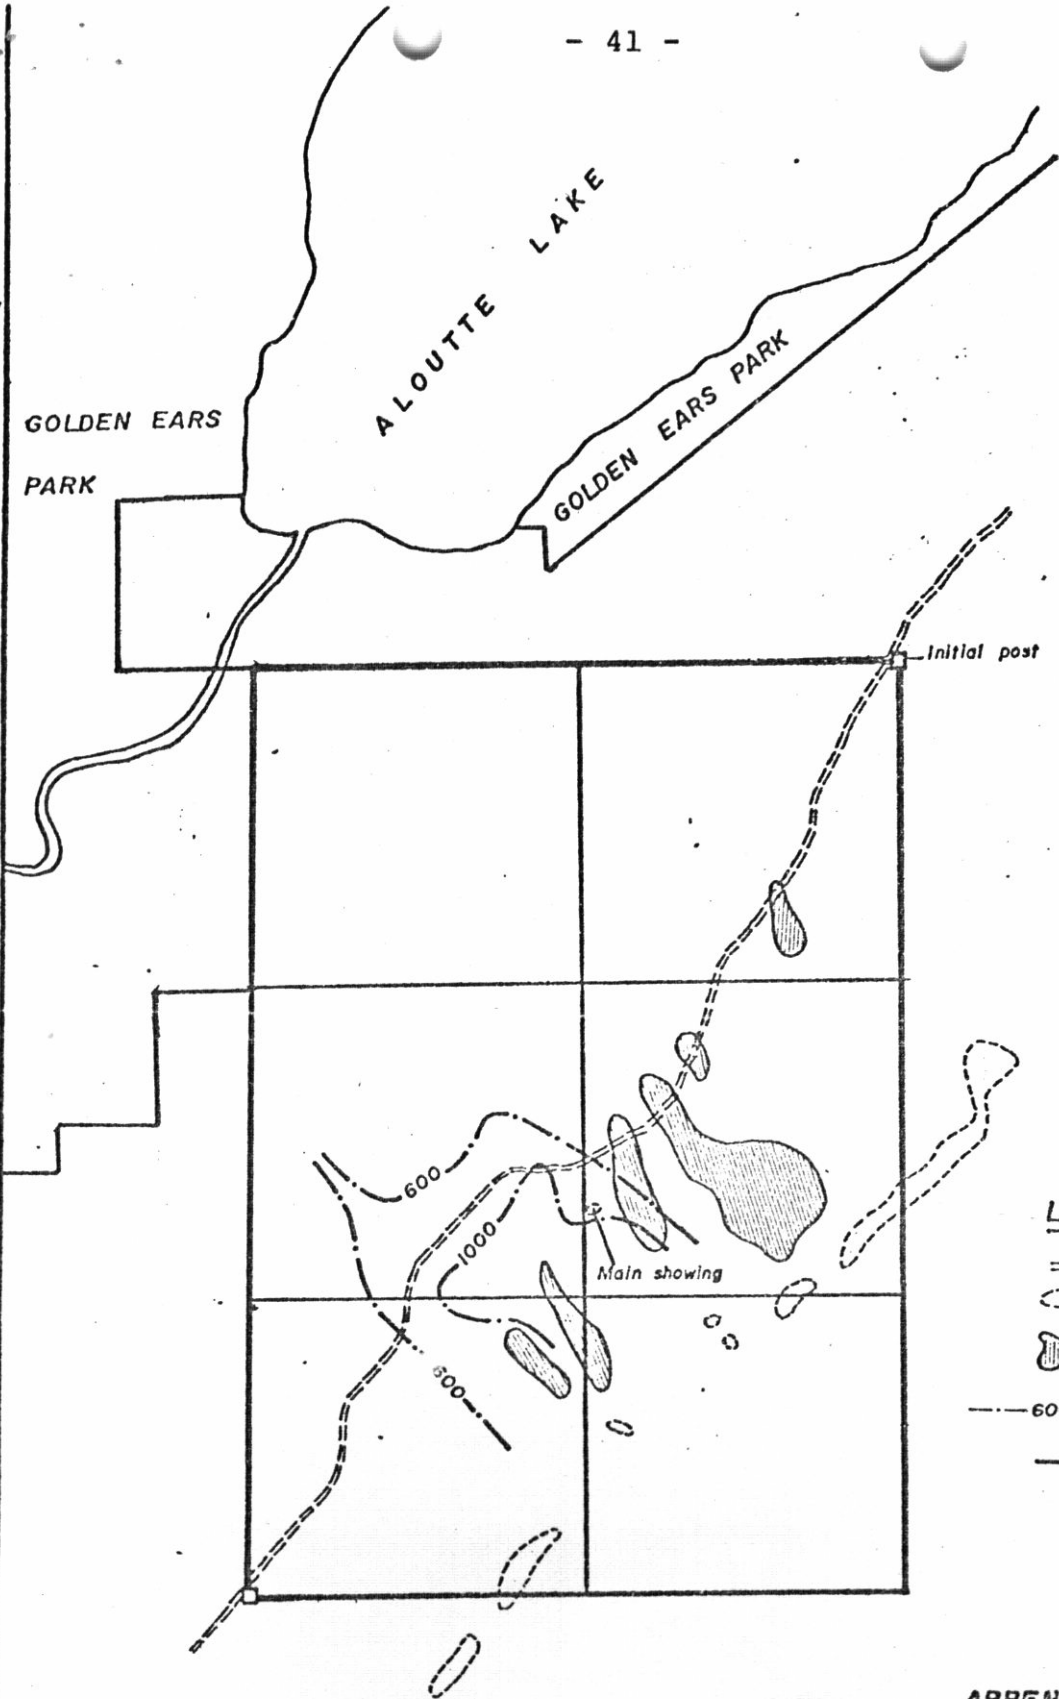 - 41 -
ALOUTTE LAKE
GOLDEN EARS
PARK
GOLDEN EARS PARK
Initial post
600
1000
Main showing
600